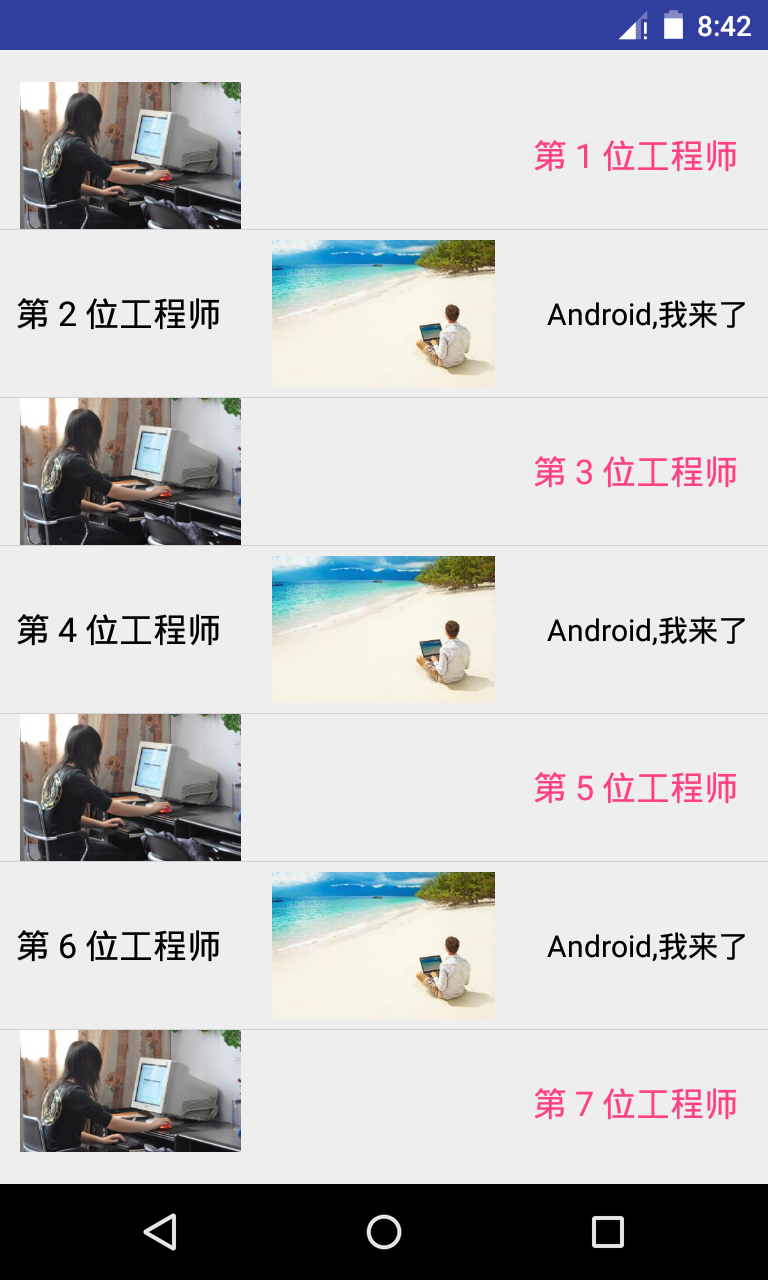 8:42
第 1 位工程师
第 2 位工程师 Android,我来了
第 3 位工程师
第 4 位工程师 Android,我来了
第 5 位工程师
第 6 位工程师 Android,我来了
第 7 位工程师